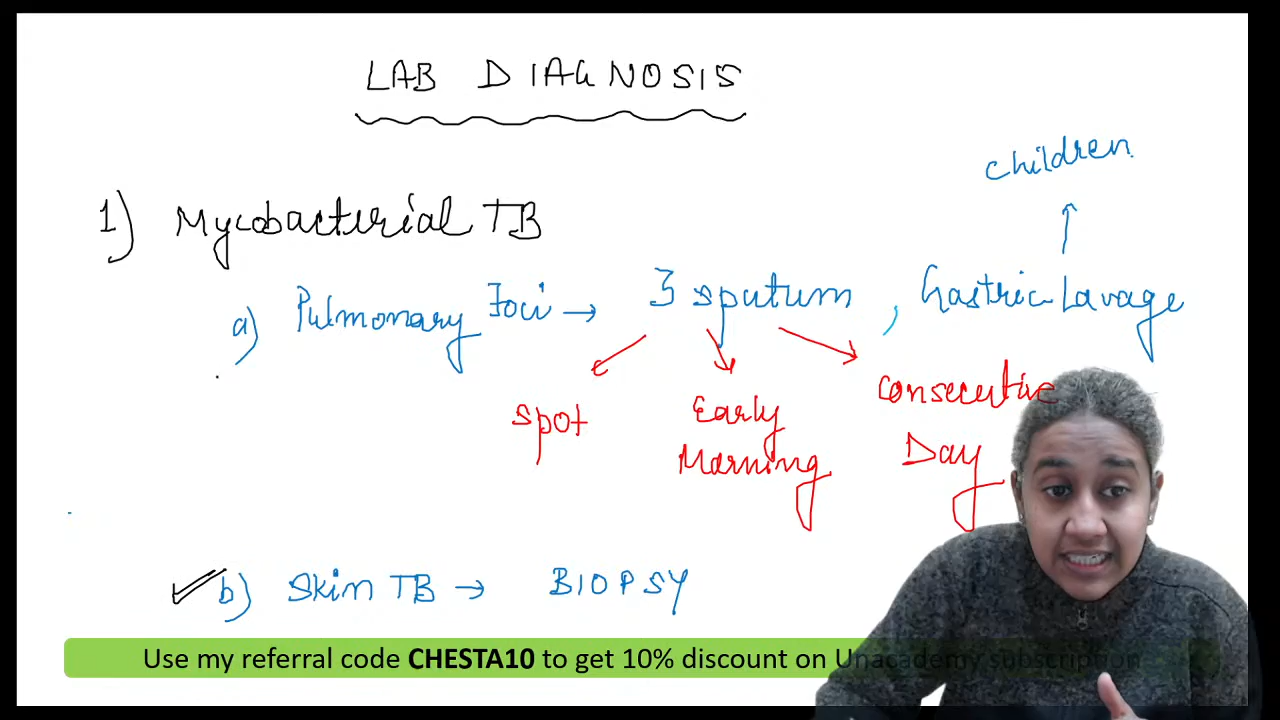 LAB DIAGNOSIS
children
1) Mycobacterial TB
a) Pulmonary Foci → 3 sputum, Gastric Lavage
spot
Early Morning
consecutive Day
b) Skin TB → BIOPSY
Use my referral code CHESTA10 to get 10% discount on Unacademy subscription